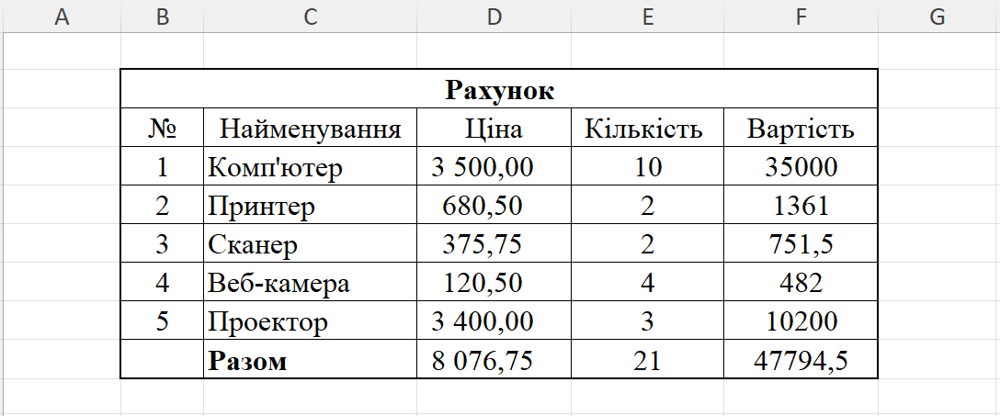 A B C D E F G
Рахунок
№ Найменування Ціна Кількість Вартість
1 Комп'ютер 3 500,00 10 35000
2 Принтер 680,50 2 1361
3 Сканер 375,75 2 751,5
4 Веб-камера 120,50 4 482
5 Проектор 3 400,00 3 10200
Разом 8 076,75 21 47794,5